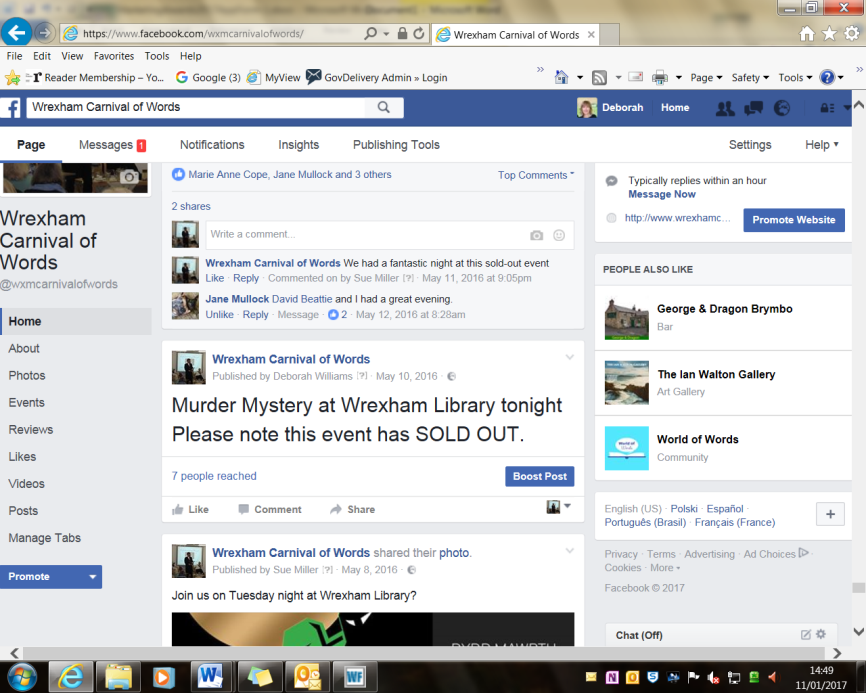 https://www.facebook.com/wxmcarnivalofwords/
Wrexham Carnival of Words
File Edit View Favorites Tools Help
Reader Membership – Yo... Google (3) MyView GovDelivery Admin » Login
Page Safety Tools
Wrexham Carnival of Words
Deborah Home
Page Messages 1 Notifications Insights Publishing Tools Settings Help
Marie Anne Cope, Jane Mullock and 3 others Top Comments
2 shares
Write a comment...
Wrexham Carnival of Words We had a fantastic night at this sold-out event
Like · Reply · Commented on by Sue Miller [?] · May 11, 2016 at 9:05pm
Jane Mullock David Beattie and I had a great evening.
Unlike · Reply · Message · 2 · May 12, 2016 at 8:28am
Wrexham Carnival of Words
@wxmcarnivalofwords
Home
About
Photos
Events
Reviews
Likes
Videos
Posts
Manage Tabs
Promote
Wrexham Carnival of Words
Published by Deborah Williams [?] · May 10, 2016 ·
Murder Mystery at Wrexham Library tonight
Please note this event has SOLD OUT.
7 people reached Boost Post
Like Comment Share
Wrexham Carnival of Words shared their photo.
Published by Sue Miller [?] · May 8, 2016 ·
Join us on Tuesday night at Wrexham Library?
Typically replies within an hour
Message Now
http://www.wrexhamc... Promote Website
PEOPLE ALSO LIKE
George & Dragon Brymbo
Bar
The Ian Walton Gallery
Art Gallery
World of Words
Community
English (US) · Polski · Español ·
Português (Brasil) · Français (France)
Privacy · Terms · Advertising · Ad Choices ·
Cookies · More
Facebook © 2017
Chat (Off)
14:49
11/01/2017